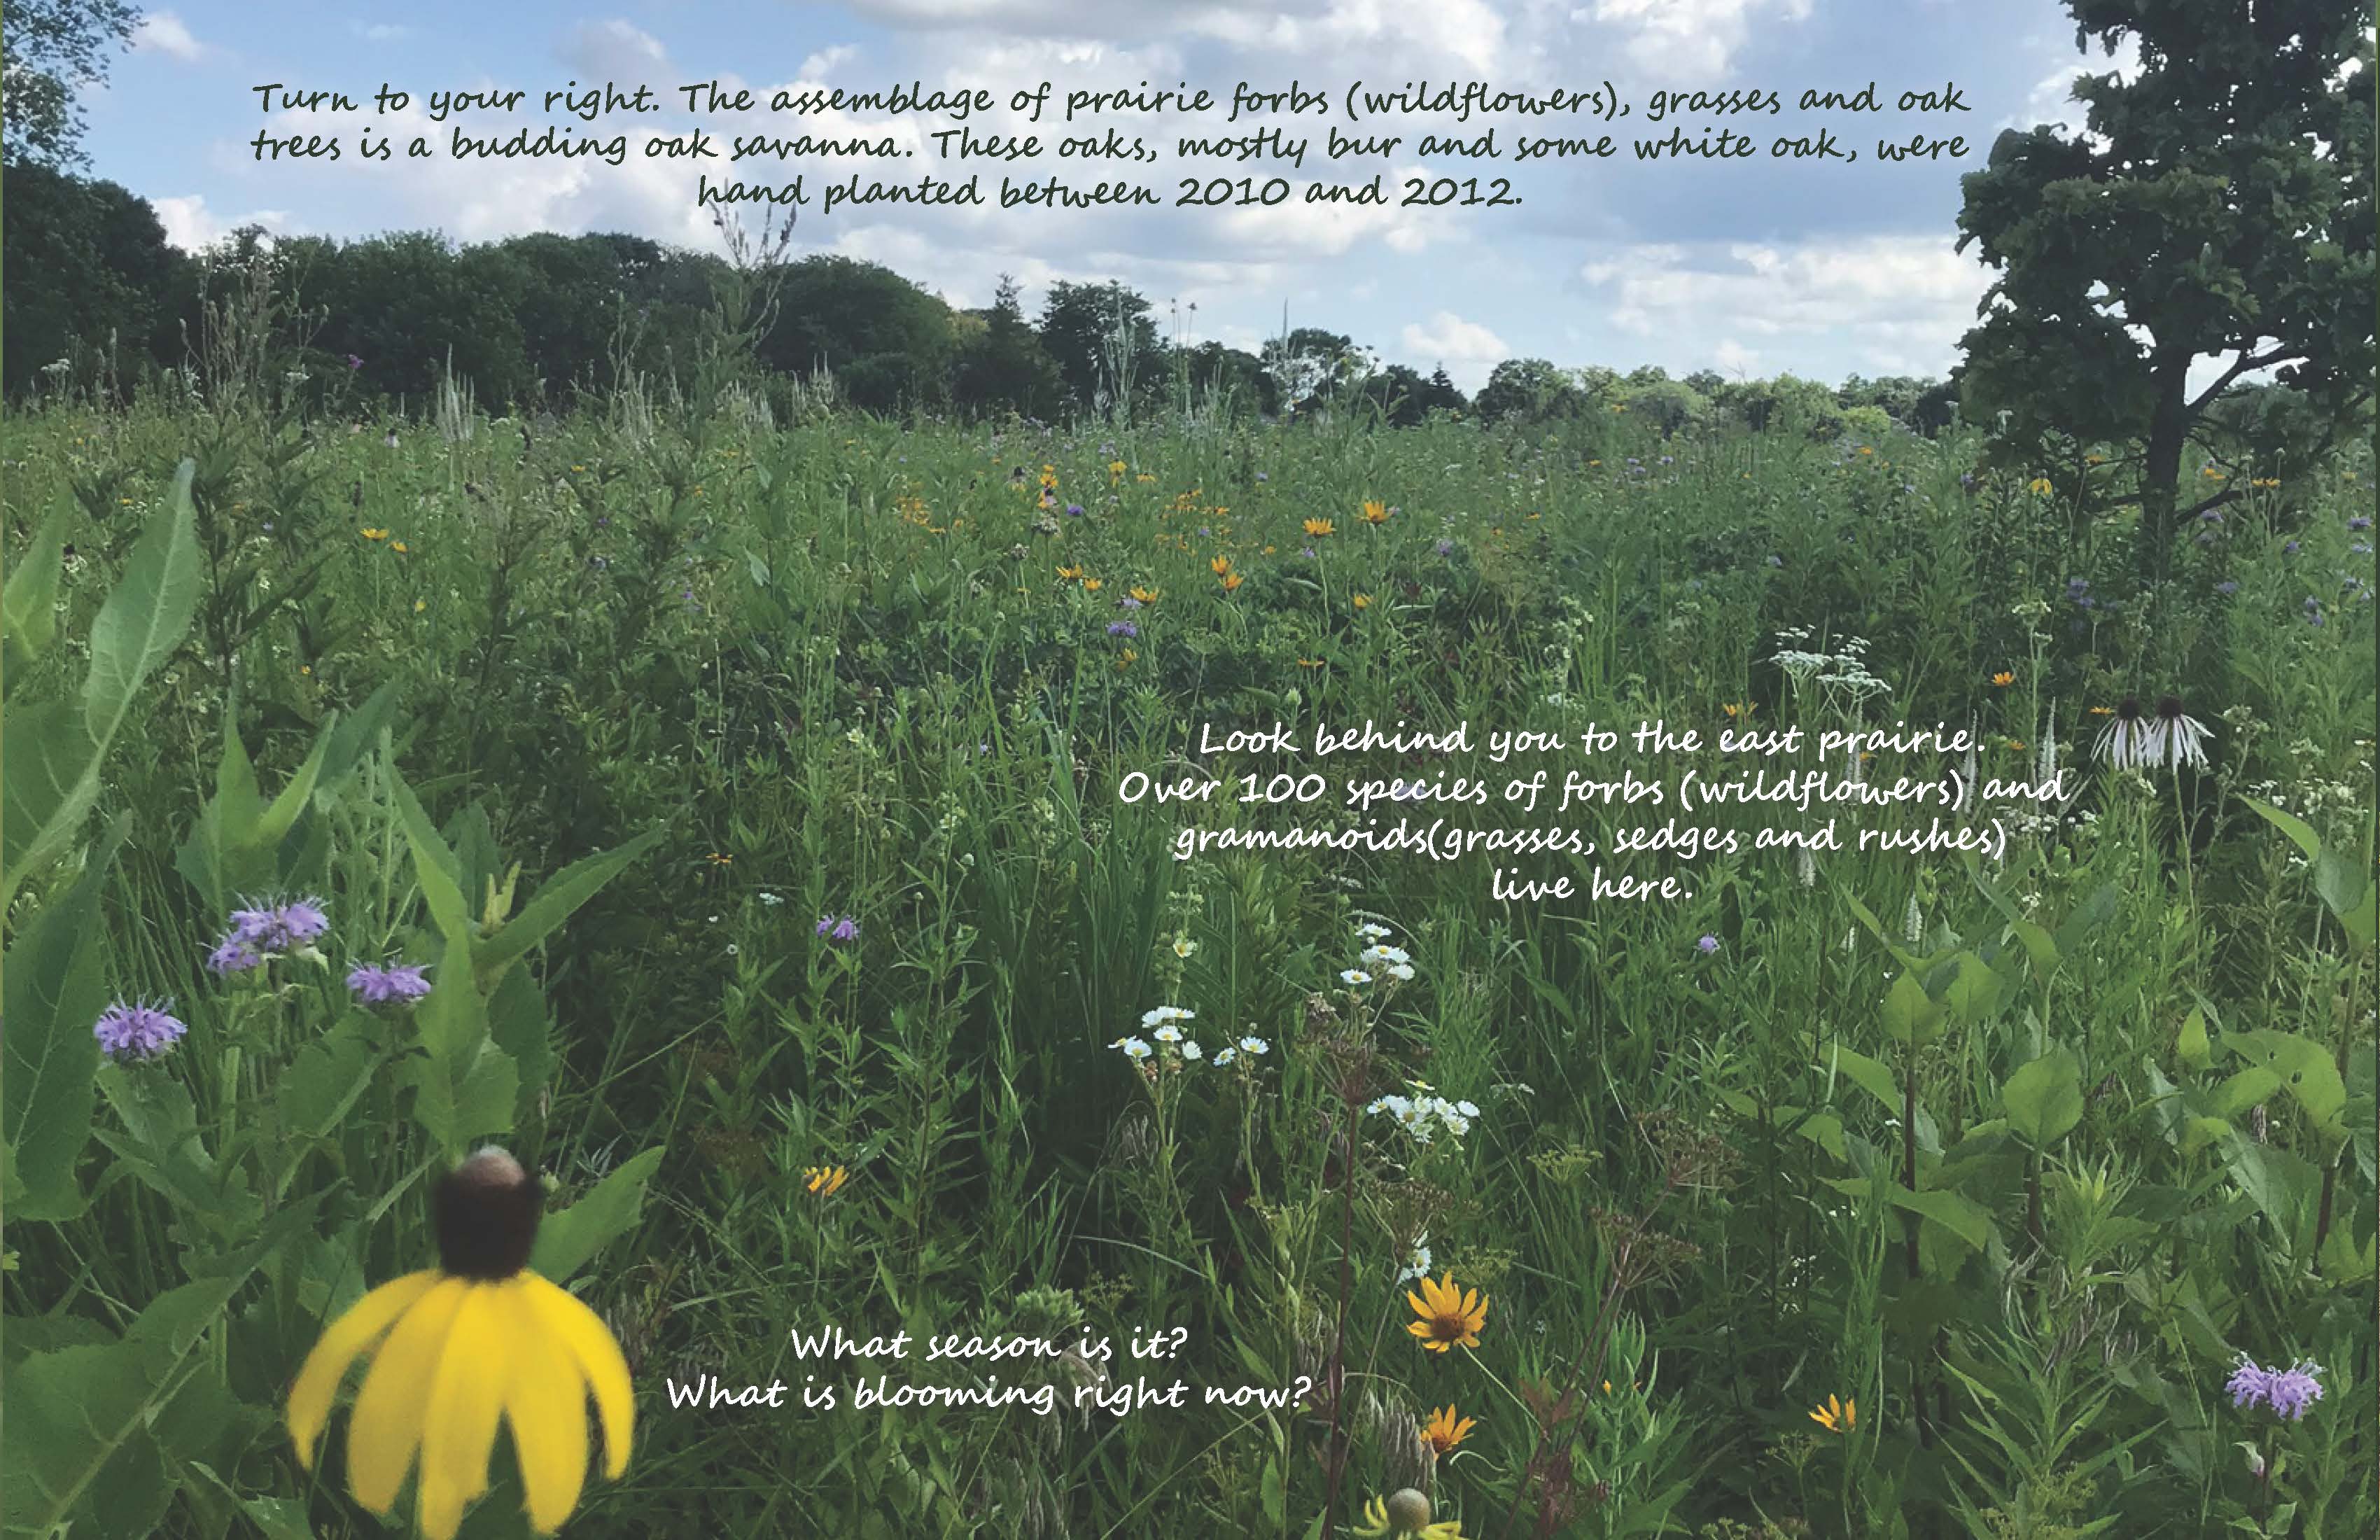 Turn to your right. The assemblage of prairie forbs (wildflowers), grasses and oak
trees is a budding oak savanna. These oaks, mostly bur and some white oak, were
hand planted between 2010 and 2012.
Look behind you to the east prairie.
Over 100 species of forbs (wildflowers) and
gramanoids(grasses, sedges and rushes)
live here.
What season is it?
What is blooming right now?